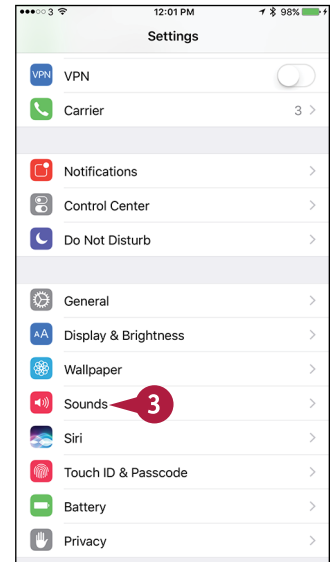 3 12:01 PM 98%
Settings
VPN VPN
Carrier 3
Notifications
Control Center
Do Not Disturb
General
AA Display & Brightness
Wallpaper
Sounds 3
Siri
Touch ID & Passcode
Battery
Privacy